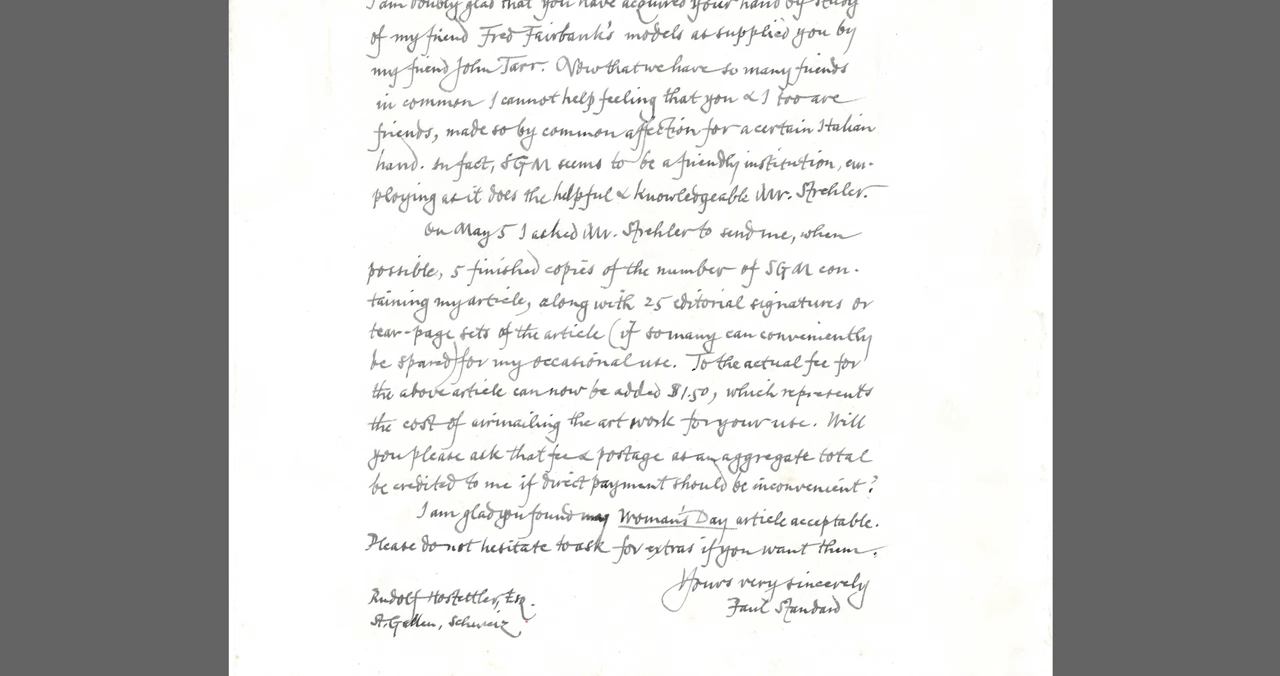 I am doubly glad that you have acquired your hand by study
of my friend Fred Fairbank's models as supplied you by
my friend John Tarr. Now that we have so many friends
in common I cannot help feeling that you & I too are
friends, made so by common affection for a certain Italian
hand. In fact, SGM seems to be a friendly institution, em-
ploying as it does the helpful & knowledgeable Mr. Strehler.
On May 5 I asked Mr. Strehler to send me, when
possible, 5 finished copies of the number of SGM con-
taining my article, along with 25 editorial signatures or
tear-page sets of the article (if so many can conveniently
be spared) for my occasional use. To the actual fee for
the above article can now be added $1.50, which represents
the cost of airmailing the art work for your use. Will
you please ask that fee & postage as an aggregate total
be credited to me if direct payment should be inconvenient?
I am glad you found my Woman's Day article acceptable.
Please do not hesitate to ask for extras if you want them.
Yours very sincerely
Paul Standard
Rudolf Hostettler, Esq.
St. Gallen, Schweiz